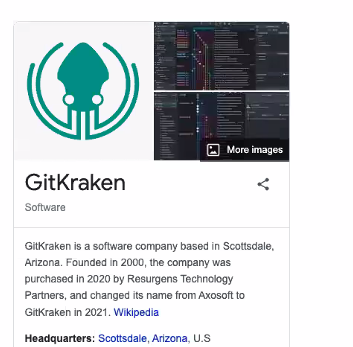 More images
GitKraken
Software
GitKraken is a software company based in Scottsdale,
Arizona. Founded in 2000, the company was
purchased in 2020 by Resurgens Technology
Partners, and changed its name from Axosoft to
GitKraken in 2021. Wikipedia
Headquarters: Scottsdale, Arizona, U.S